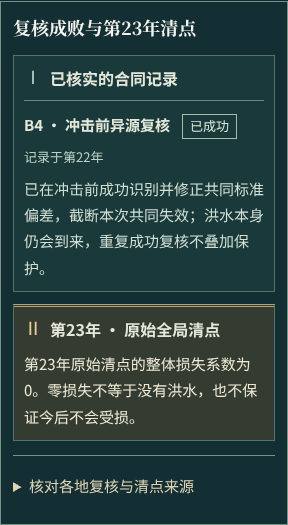 复核成败与第23年清点
I 已核实的合同记录
B4 · 冲击前异源复核 已成功
记录于第22年
已在冲击前成功识别并修正共同标准
偏差，截断本次共同失效；洪水本身
仍会到来，重复成功复核不叠加保
护。
II 第23年 · 原始全局清点
第23年原始清点的整体损失系数为
0。零损失不等于没有洪水，也不保
证今后不会受损。
▶ 核对各地复核与清点来源